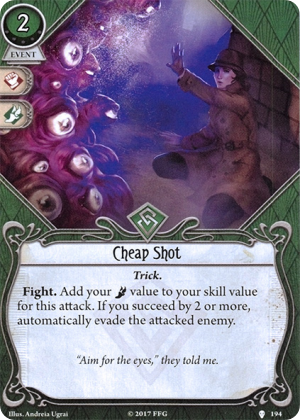 2
EVENT
Cheap Shot
Trick.
Fight. Add your value to your skill value
for this attack. If you succeed by 2 or more,
automatically evade the attacked enemy.
“Aim for the eyes,” they told me.
Illus. Andreia Ugrai
© 2017 FFG
194